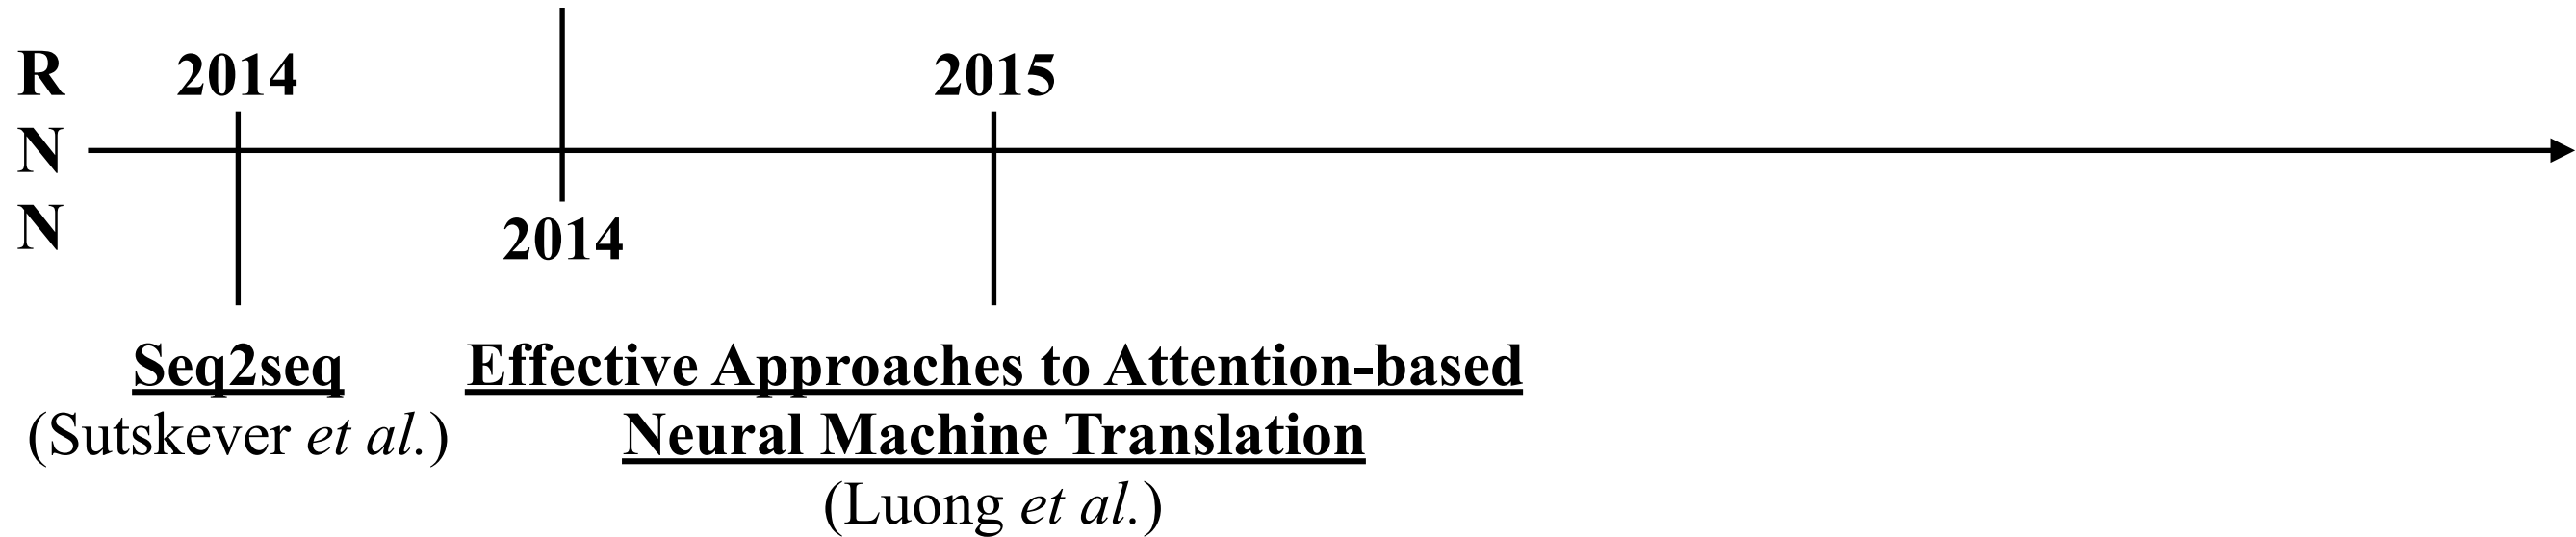 R
N
N
2014
2015
2014
Seq2seq
(Sutskever et al.)
Effective Approaches to Attention-based
Neural Machine Translation
(Luong et al.)